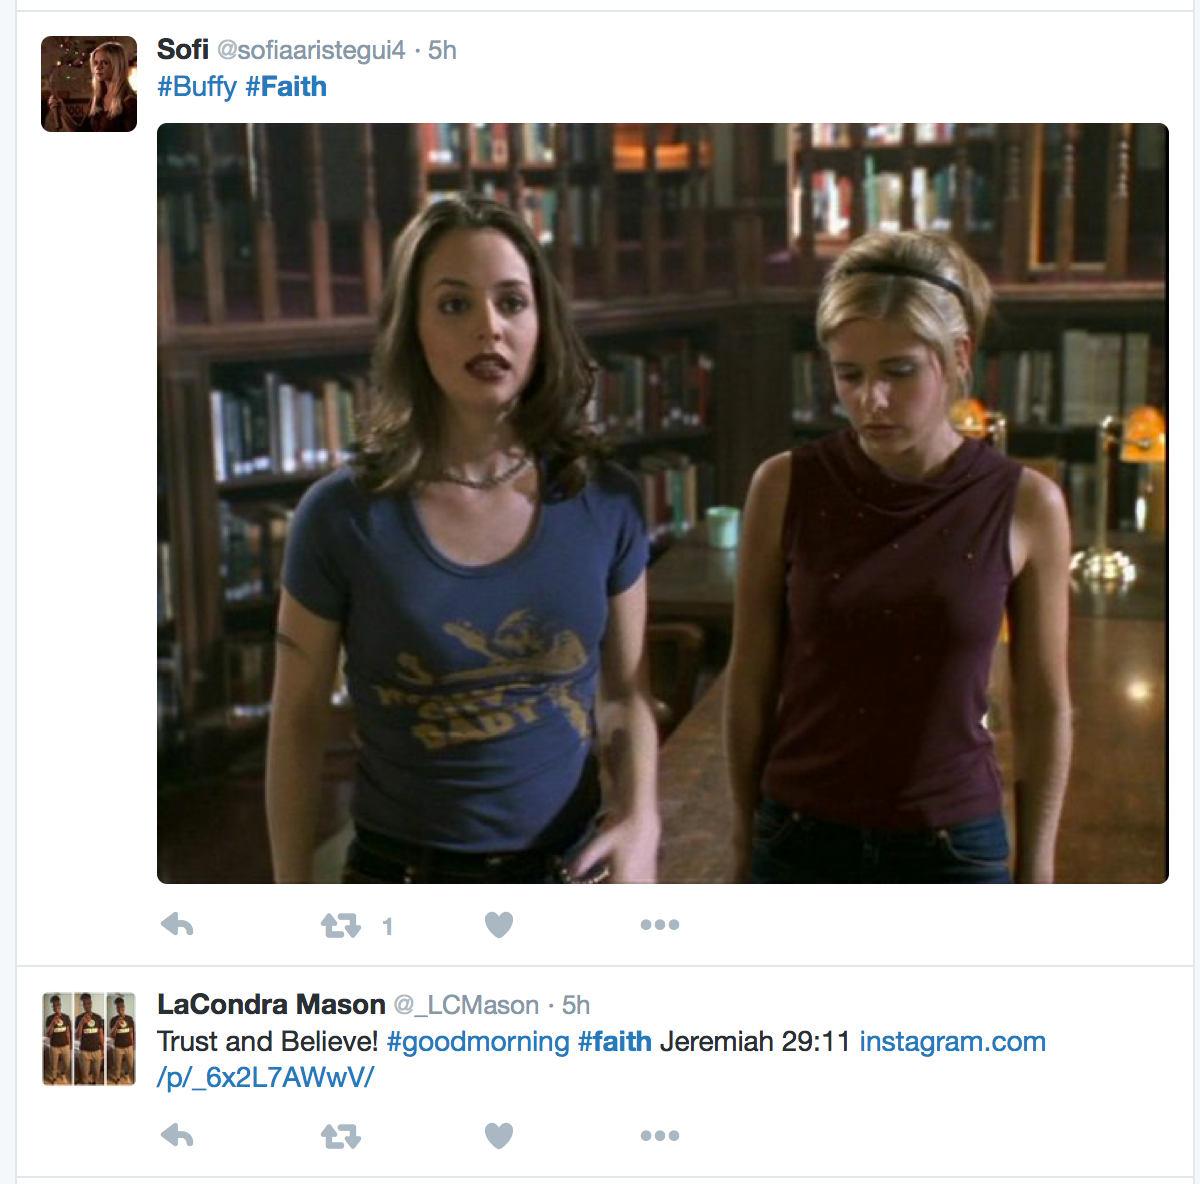 Sofi @sofiaaristegui4 · 5h
#Buffy #Faith
1
LaCondra Mason @_LCMason · 5h
Trust and Believe! #goodmorning #faith Jeremiah 29:11 instagram.com
/p/_6x2L7AWwV/